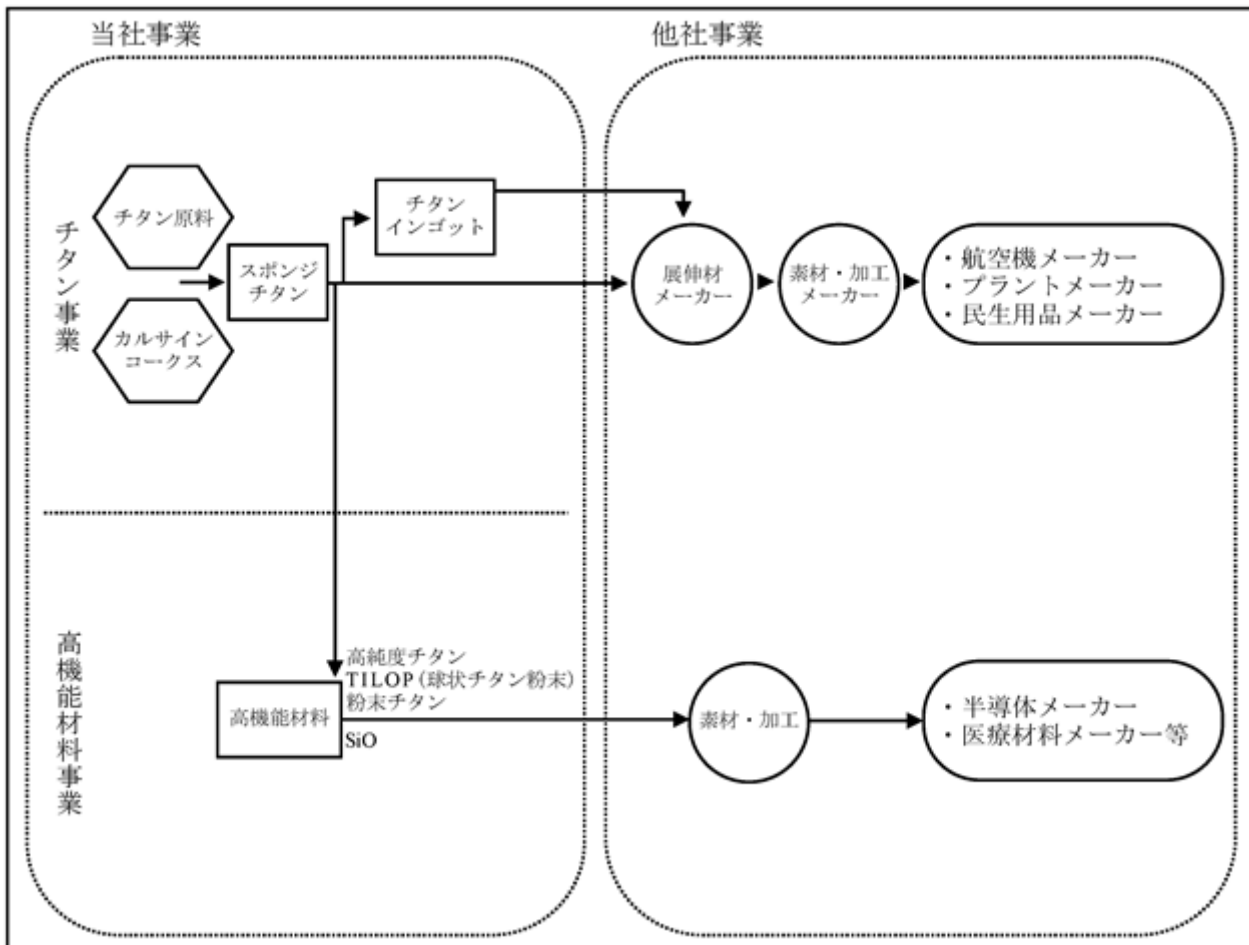 当社事業
他社事業
チタン事業
チタン原料
カルサイン
コークス
スポンジ
チタン
チタン
インゴット
展伸材
メーカー
素材・加工
メーカー
・航空機メーカー
・プラントメーカー
・民生用品メーカー
高機能材料事業
高機能材料
高純度チタン
TILOP(球状チタン粉末)
粉末チタン
SiO
素材・加工
・半導体メーカー
・医療材料メーカー等